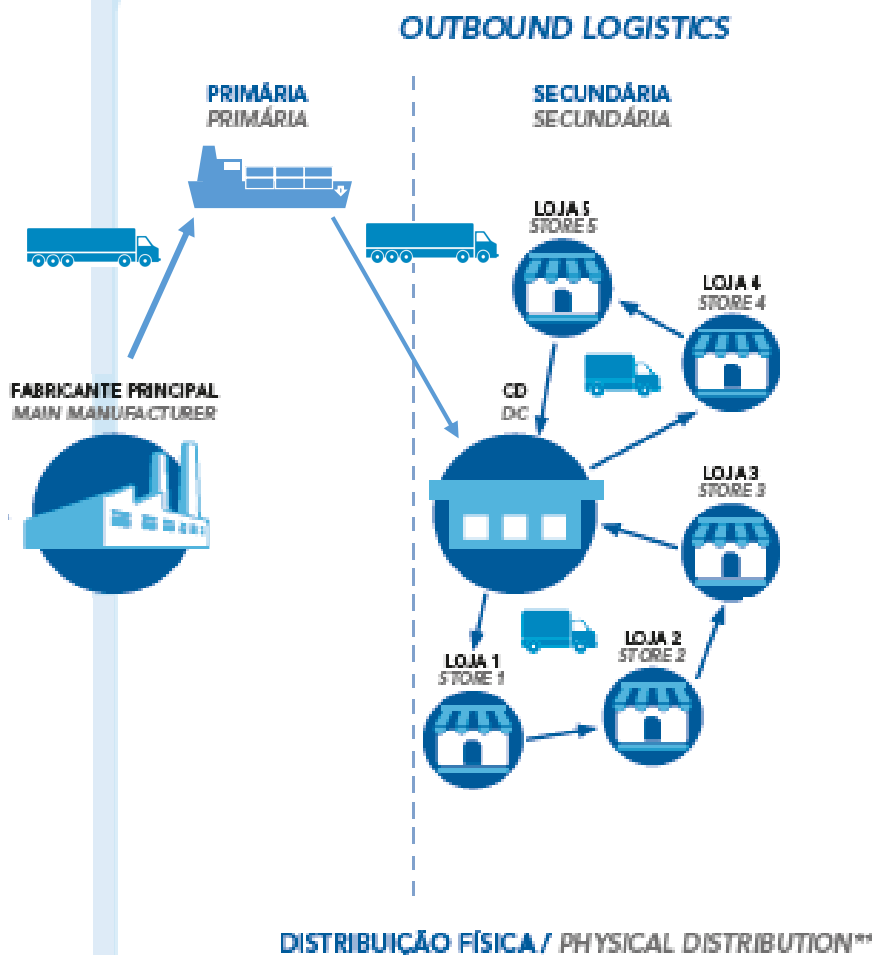 OUTBOUND LOGISTICS
PRIMÁRIA
PRIMÁRIA
SECUNDÁRIA
SECUNDÁRIA
LOJA 5
STORE 5
LOJA 4
STORE 4
FABRICANTE PRINCIPAL
MAIN MANUFACTURER
CD
DC
LOJA 3
STORE 3
LOJA 2
STORE 2
LOJA 1
STORE 1
DISTRIBUIÇÃO FÍSICA / PHYSICAL DISTRIBUTION**